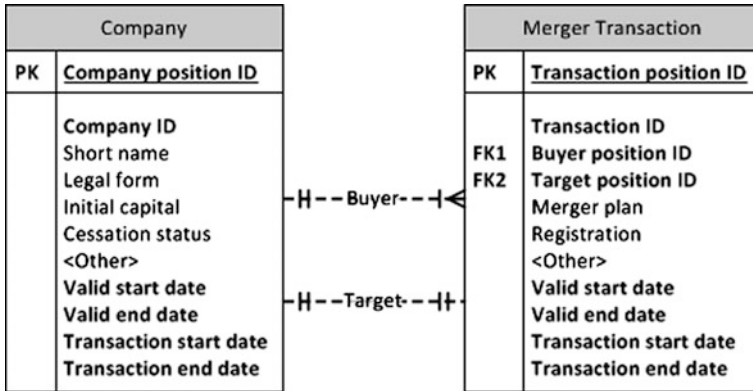 Company
PK Company position ID
Company ID
Short name
Legal form
Initial capital
Cessation status
<Other>
Valid start date
Valid end date
Transaction start date
Transaction end date
Buyer
Target
Merger Transaction
PK Transaction position ID
Transaction ID
FK1 Buyer position ID
FK2 Target position ID
Merger plan
Registration
<Other>
Valid start date
Valid end date
Transaction start date
Transaction end date